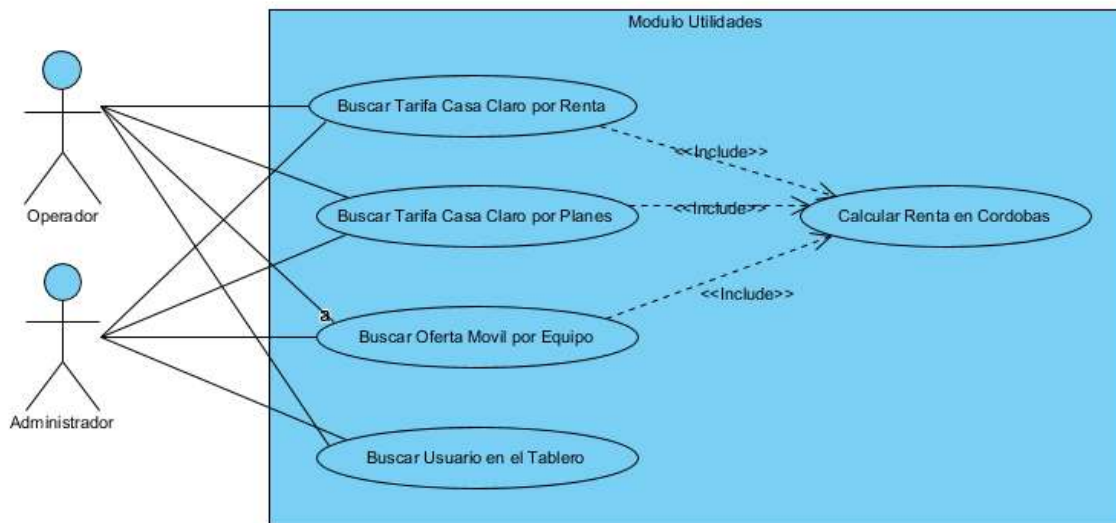 Modulo Utilidades
Buscar Tarifa Casa Claro por Renta
<<Include>>
Operador
Buscar Tarifa Casa Claro por Planes
<<Include>>
Calcular Renta en Cordobas
<<Include>>
a
Buscar Oferta Movil por Equipo
Administrador
Buscar Usuario en el Tablero